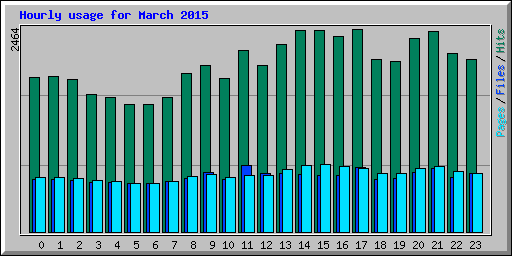 Hourly usage for March 2015
2464
Pages / Files / Hits
0 1 2 3 4 5 6 7 8 9 10 11 12 13 14 15 16 17 18 19 20 21 22 23